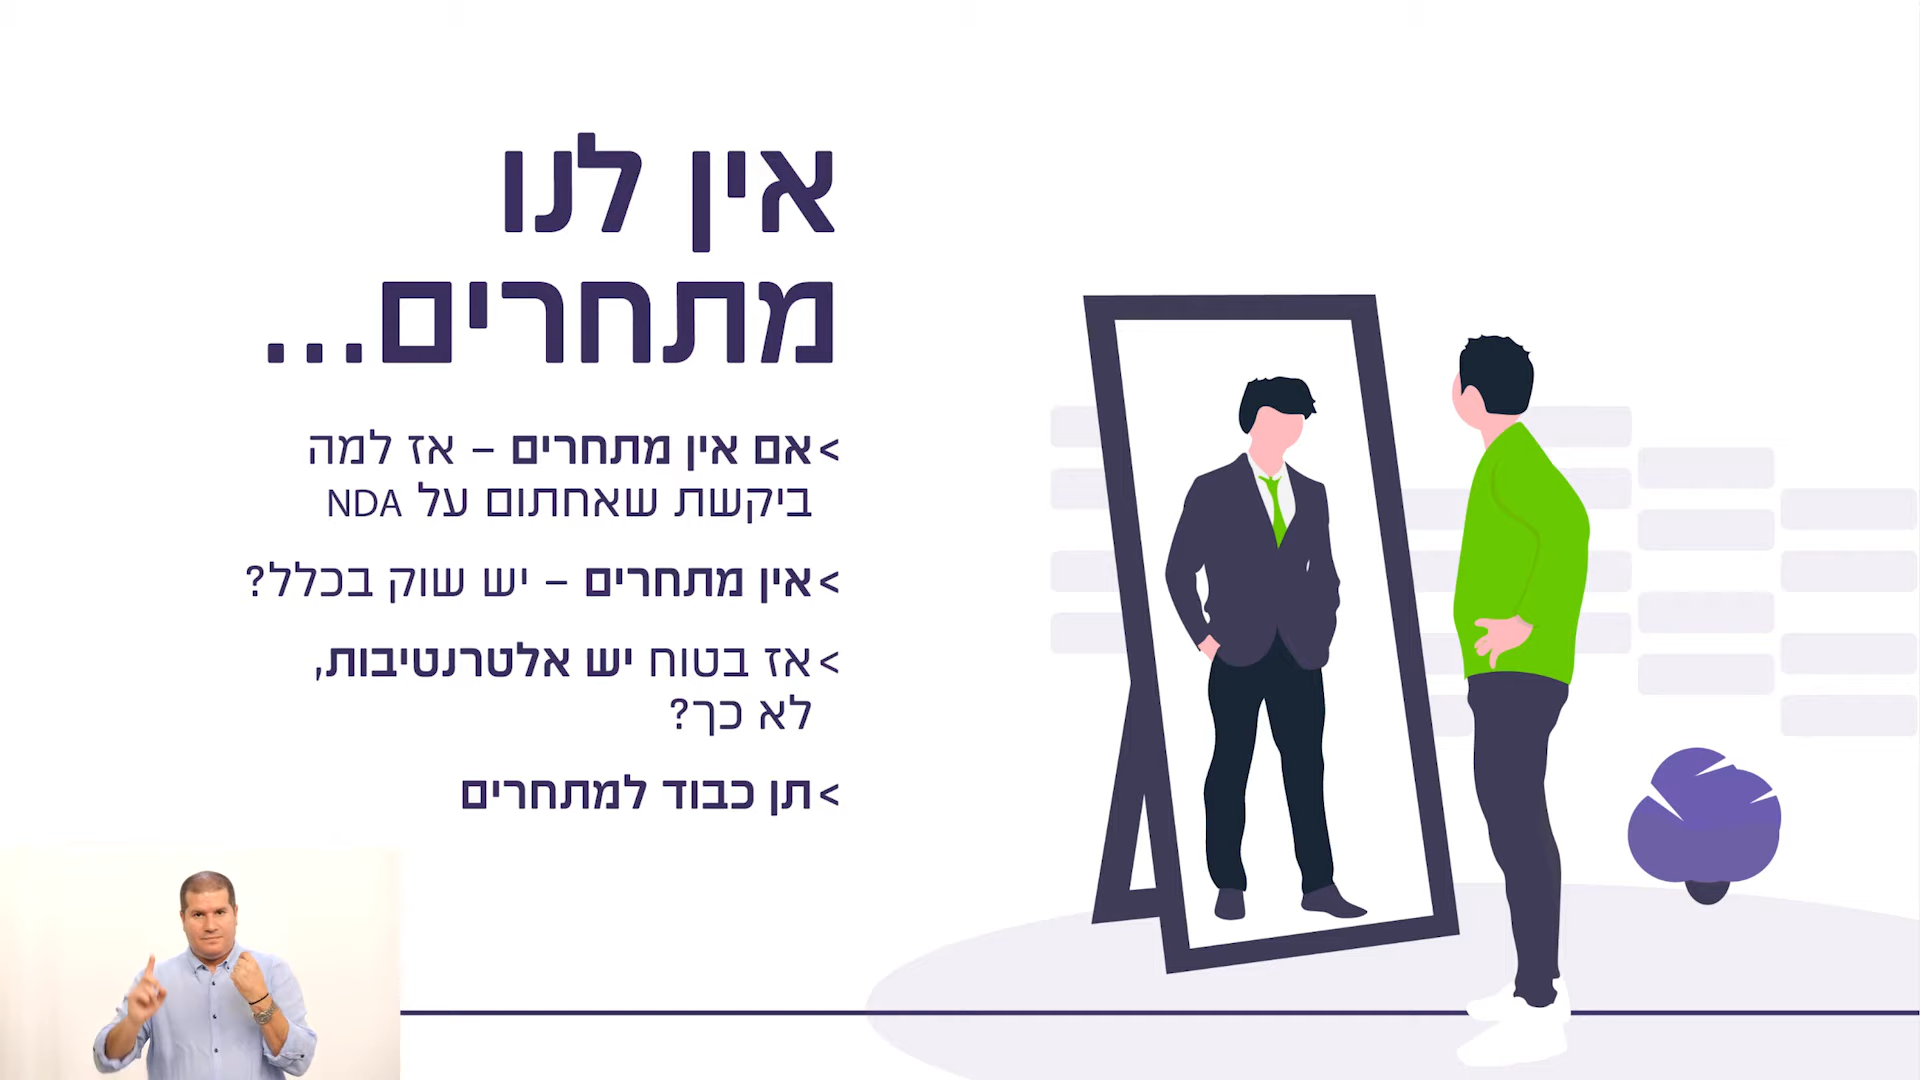 אין לנו
מתחרים...
>אם אין מתחרים – אז למה
ביקשת שאחתום על NDA
>אין מתחרים – יש שוק בכלל?
>אז בטוח יש אלטרנטיבות,
לא כך?
>תן כבוד למתחרים